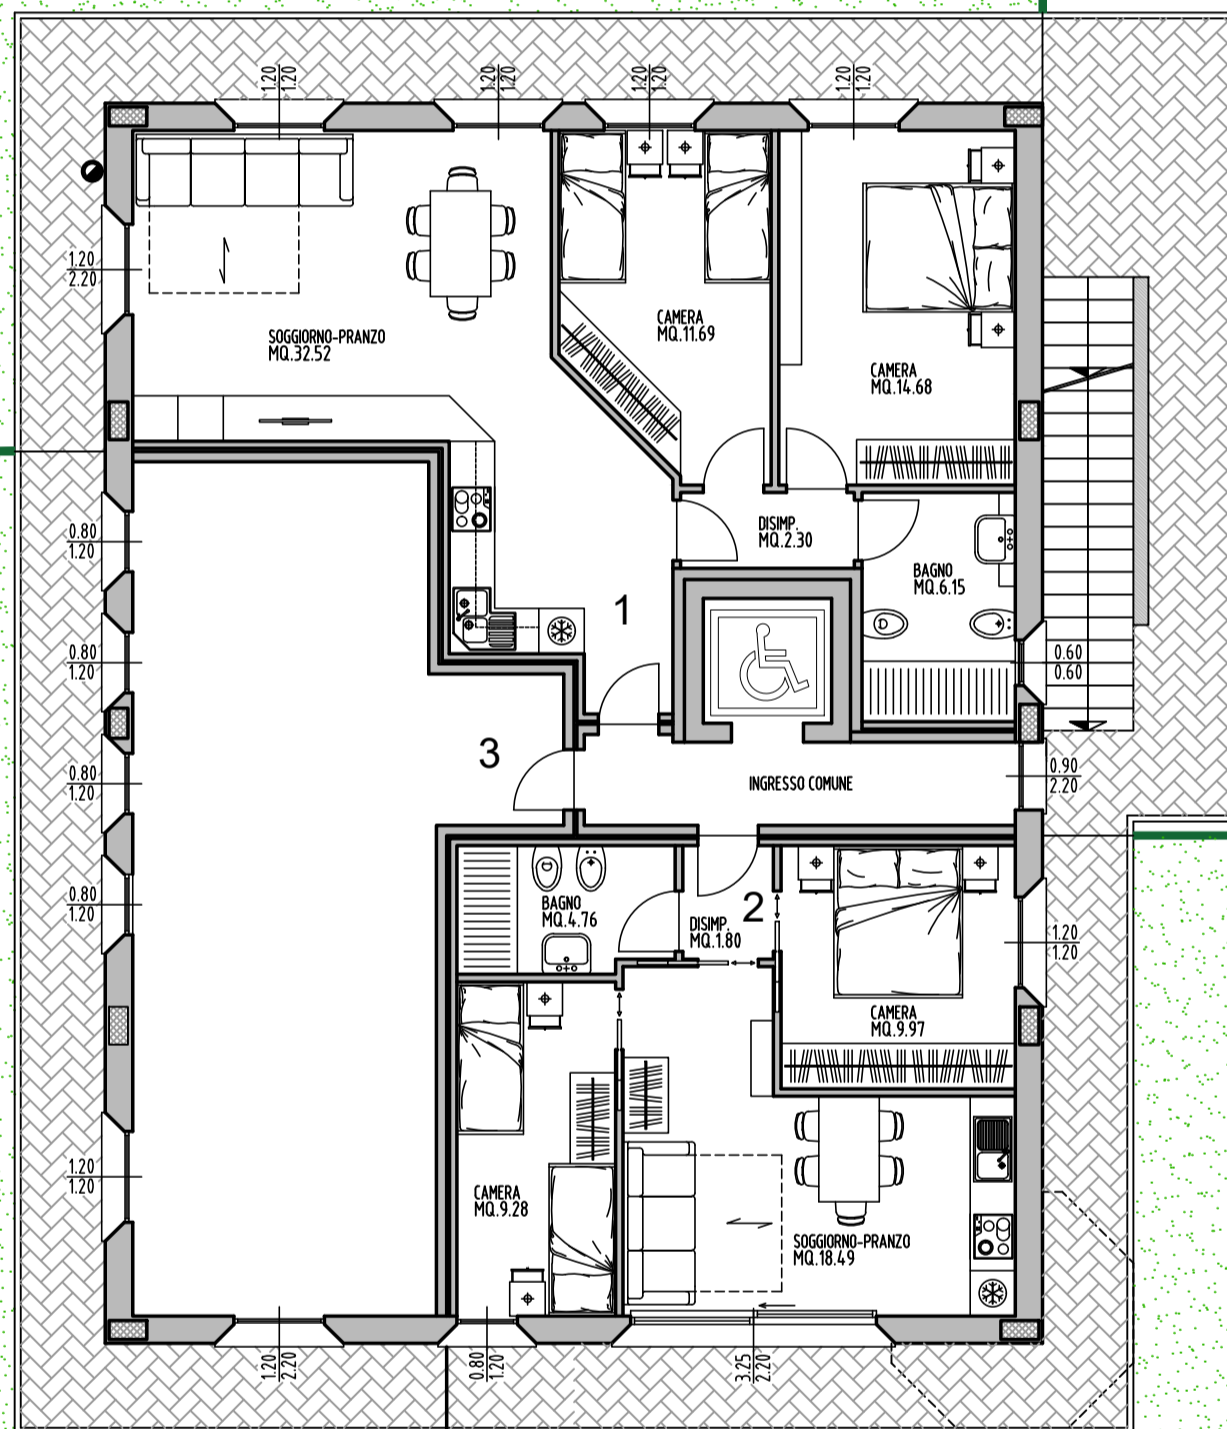 1.20
1.20
1.20
1.20
1.20
1.20
1.20
1.20
1.20
2.20
SOGGIORNO-PRANZO
MQ.32.52
CAMERA
MQ.11.69
CAMERA
MQ.14.68
0.80
1.20
DISIMP.
MQ.2.30
BAGNO
MQ.6.15
1
0.80
1.20
0.60
0.60
3
0.80
1.20
INGRESSO COMUNE
0.90
2.20
0.80
1.20
BAGNO
MQ.4.76
DISIMP.
MQ.1.80
2
1.20
1.20
CAMERA
MQ.9.97
1.20
1.20
CAMERA
MQ.9.28
SOGGIORNO-PRANZO
MQ.18.49
1.20
2.20
0.80
1.20
3.25
2.20